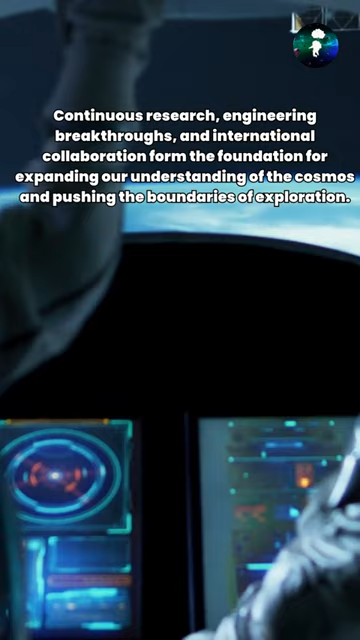 Continuous research, engineering
breakthroughs, and international
collaboration form the foundation for
expanding our understanding of the cosmos
and pushing the boundaries of exploration.